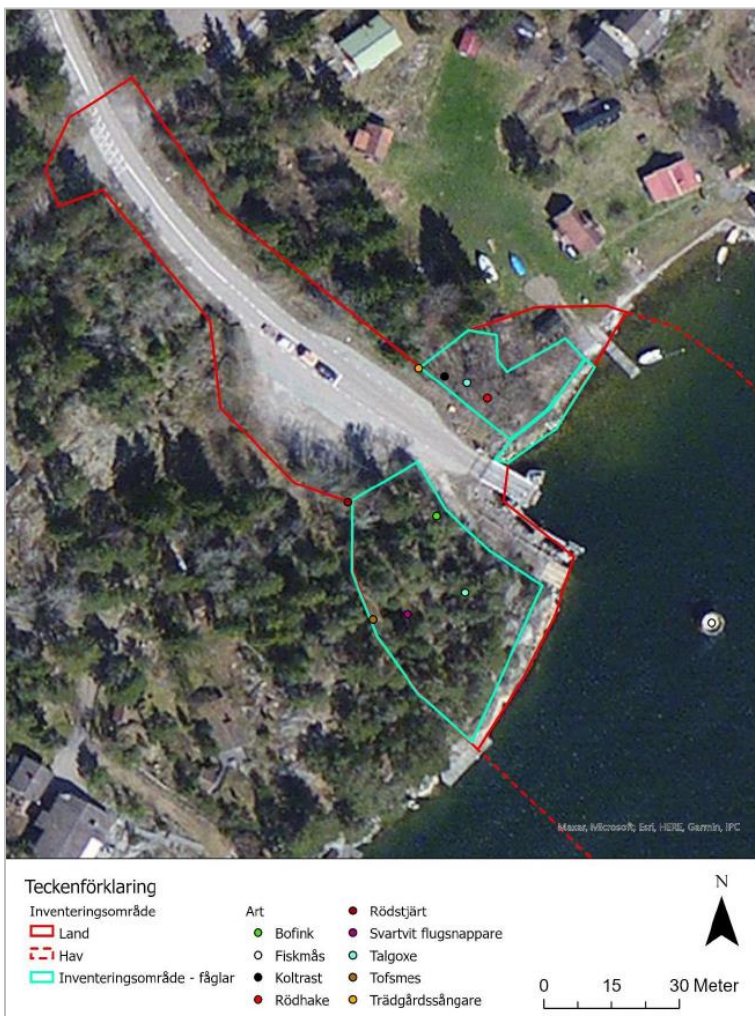 Maxar, Microsoft, Esri, HERE, Garmin, IPC
Teckenförklaring
Inventeringsområde
Land
Hav
Inventeringsområde - fåglar
Art
Bofink
Fiskmås
Koltrast
Rödhake
Rödstjärt
Svartvit flugsnappare
Talgoxe
Tofsmes
Trädgårdssångare
N
0 15 30 Meter